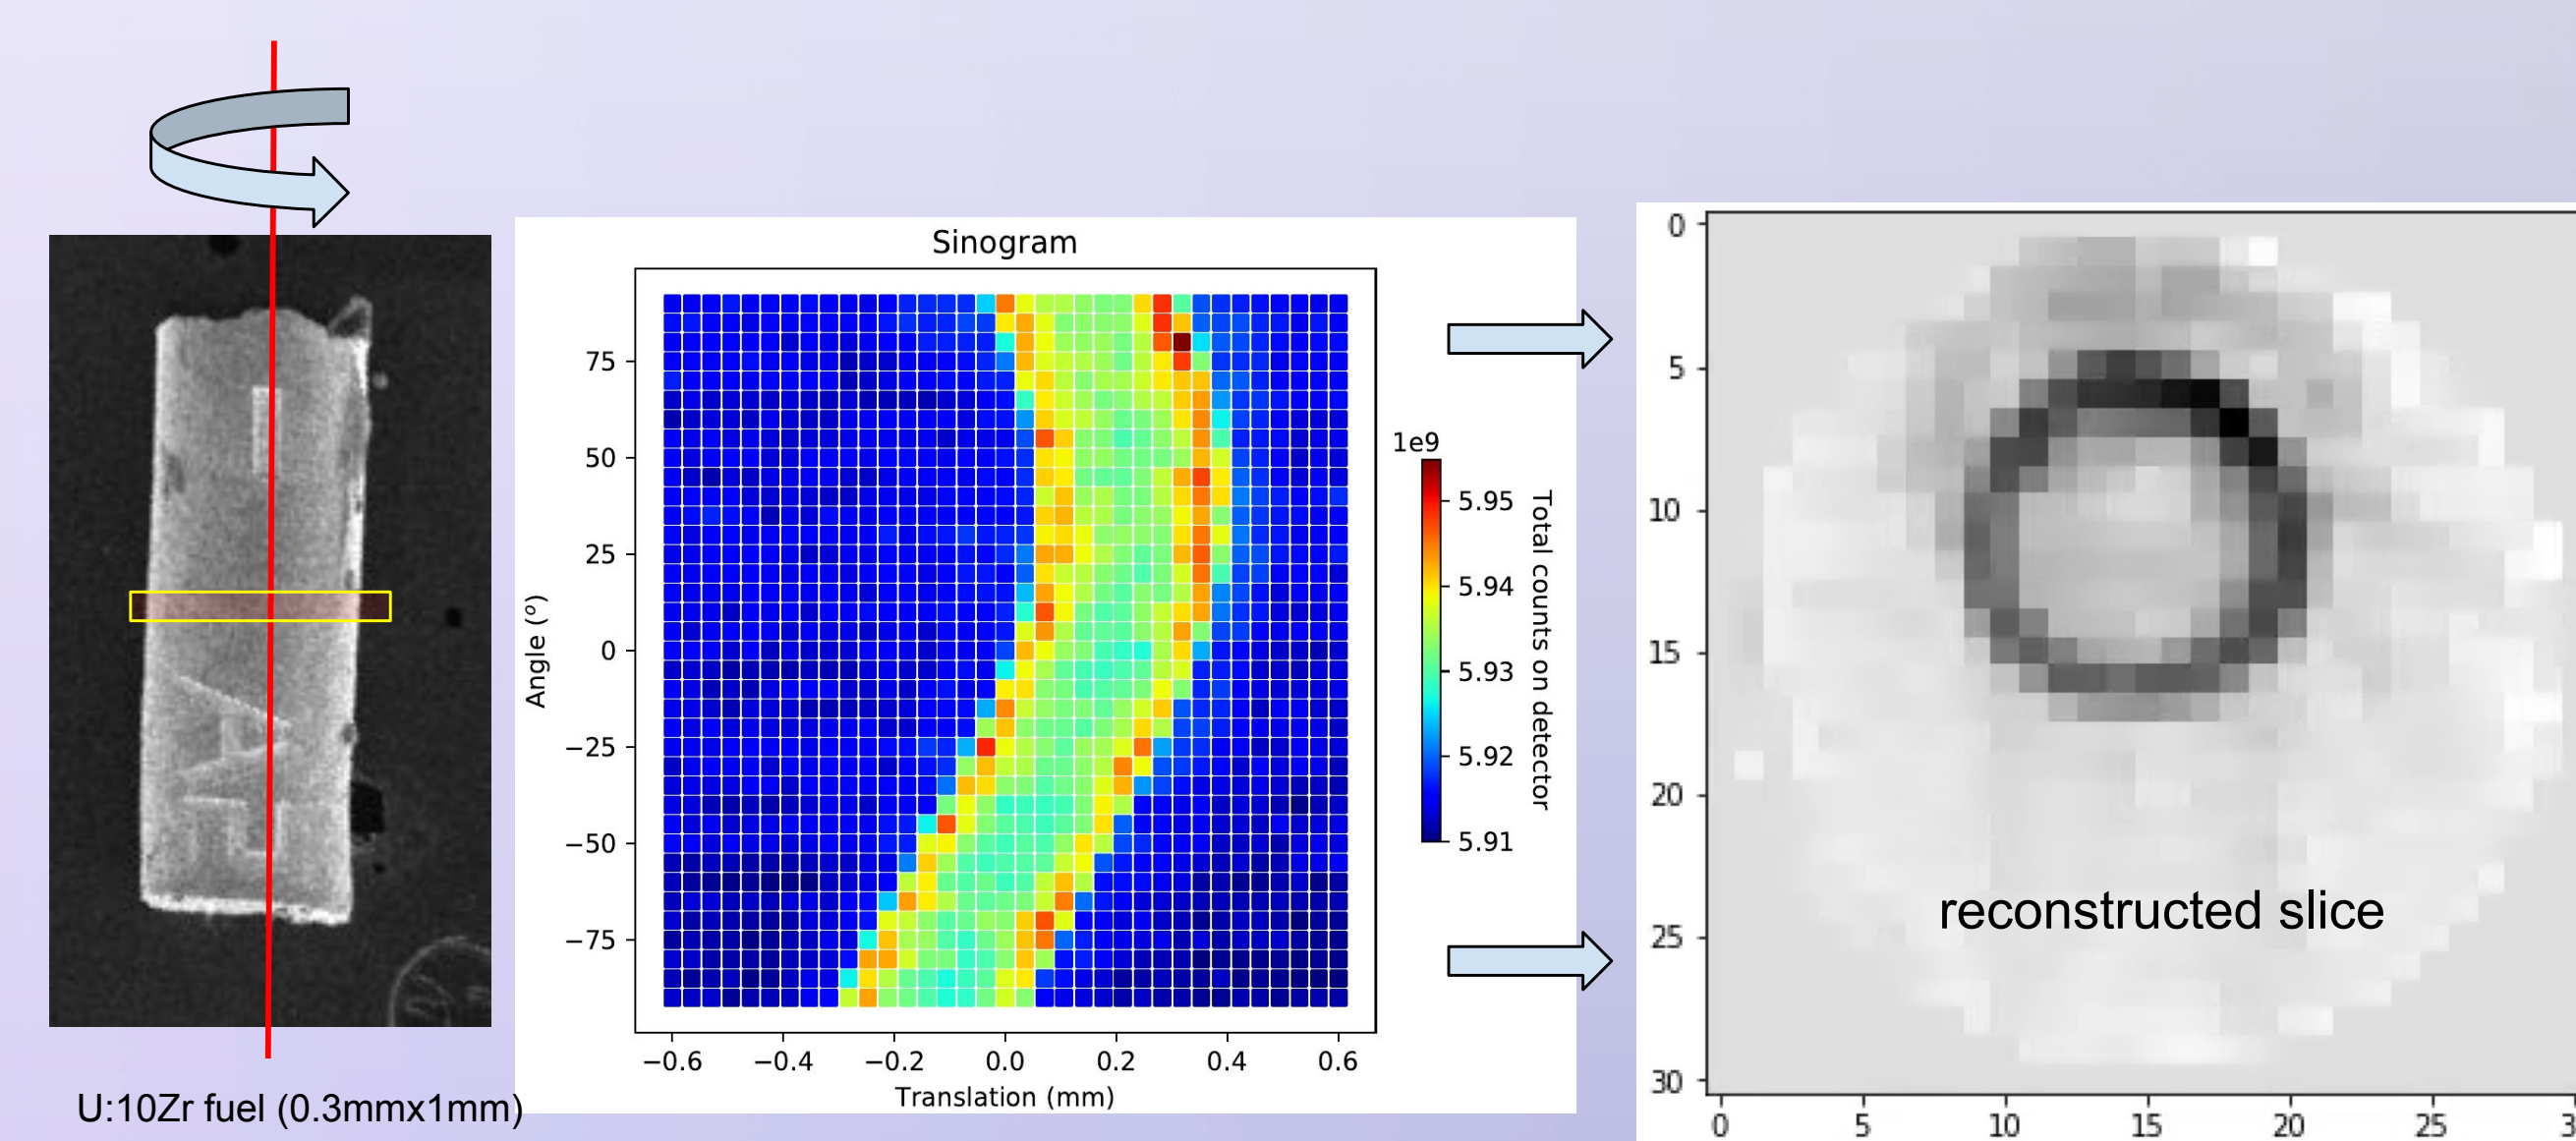 Sinogram
75
50
25
0
−25
−50
−75
Angle (°)
−0.6 −0.4 −0.2 0.0 0.2 0.4 0.6
Translation (mm)
1e9
5.95
5.94
5.93
5.92
5.91
Total counts on detector
0
5
10
15
20
25
30
0 5 10 15 20 25
reconstructed slice
U:10Zr fuel (0.3mmx1mm)